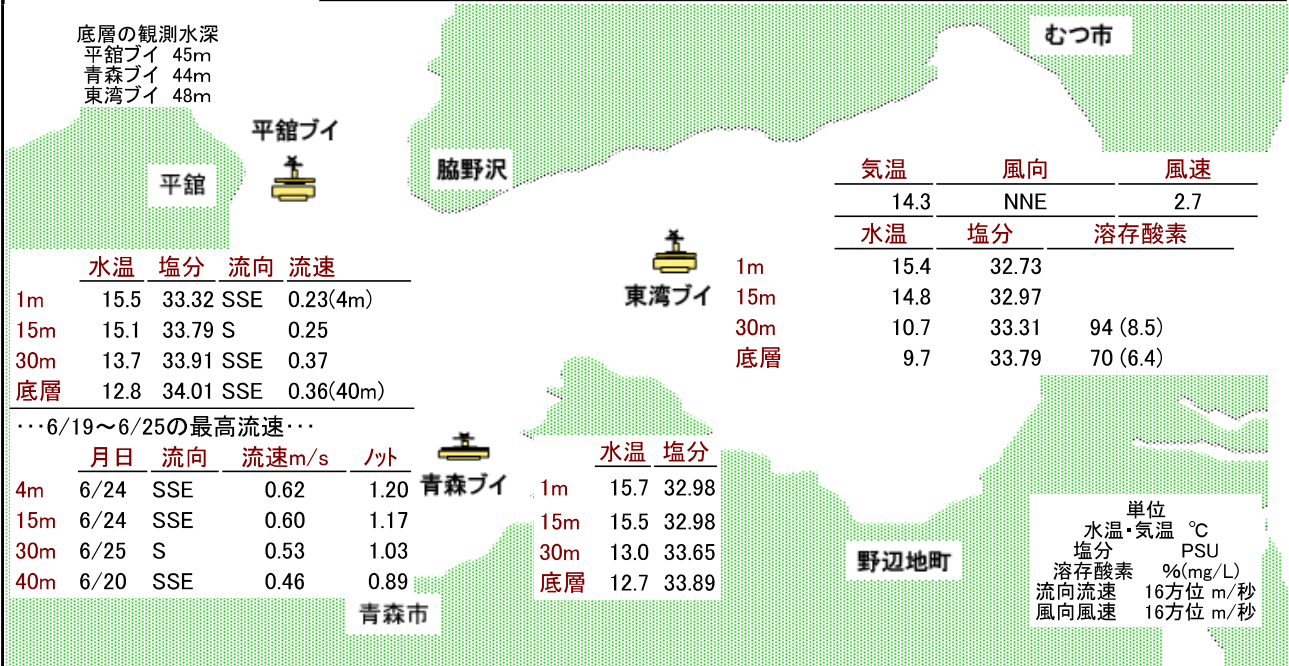 底層の観測水深
平舘ブイ 45m
青森ブイ 44m
東湾ブイ 48m
むつ市
平舘ブイ
脇野沢
平舘
気温 風向 風速
14.3 NNE 2.7
水温 塩分 溶存酸素
1m 15.4 32.73
15m 14.8 32.97
30m 10.7 33.31 94 (8.5)
底層 9.7 33.79 70 (6.4)
東湾ブイ
水温 塩分 流向 流速
1m 15.5 33.32 SSE 0.23(4m)
15m 15.1 33.79 S 0.25
30m 13.7 33.91 SSE 0.37
底層 12.8 34.01 SSE 0.36(40m)
･･･6/19～6/25の最高流速･･･
月日 流向 流速m/s ノット
4m 6/24 SSE 0.62 1.20
15m 6/24 SSE 0.60 1.17
30m 6/25 S 0.53 1.03
40m 6/20 SSE 0.46 0.89
青森ブイ
水温 塩分
1m 15.7 32.98
15m 15.5 32.98
30m 13.0 33.65
底層 12.7 33.89
青森市
野辺地町
単位
水温・気温 ℃
塩分 PSU
溶存酸素 %(mg/L)
流向流速 16方位 m/秒
風向風速 16方位 m/秒